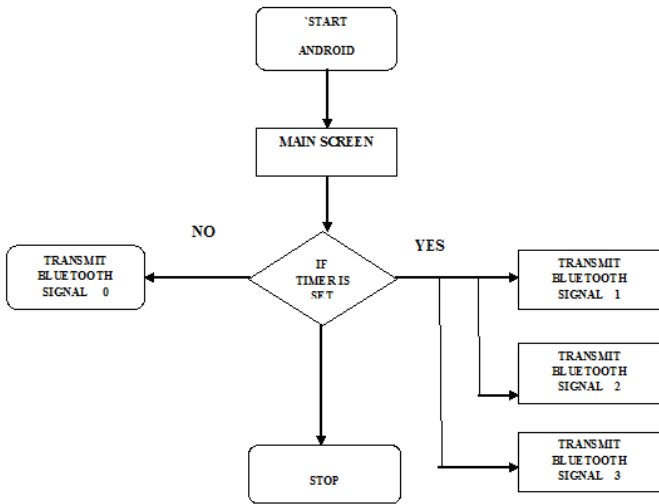 `START
ANDROID
MAIN SCREEN
NO
YES
TRANSMIT
BLUETOOTH
SIGNAL 0
IF
TIMER IS
SET
TRANSMIT
BLUETOOTH
SIGNAL 1
TRANSMIT
BLUETOOTH
SIGNAL 2
TRANSMIT
BLUETOOTH
SIGNAL 3
STOP